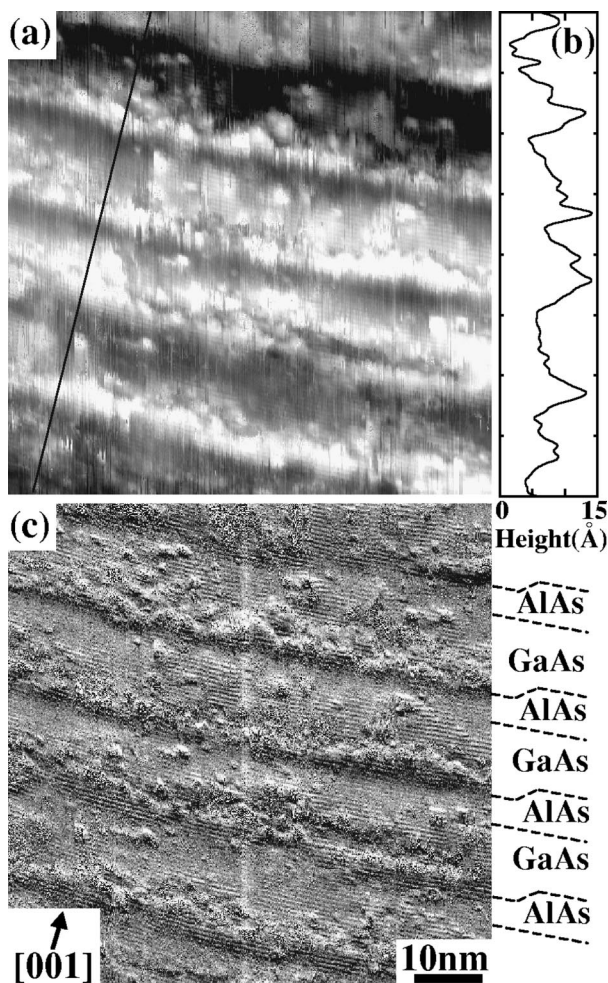 (a)
(b)
(c)
0 15
Height(Å)
AlAs
GaAs
AlAs
GaAs
AlAs
GaAs
AlAs
[001]
10nm